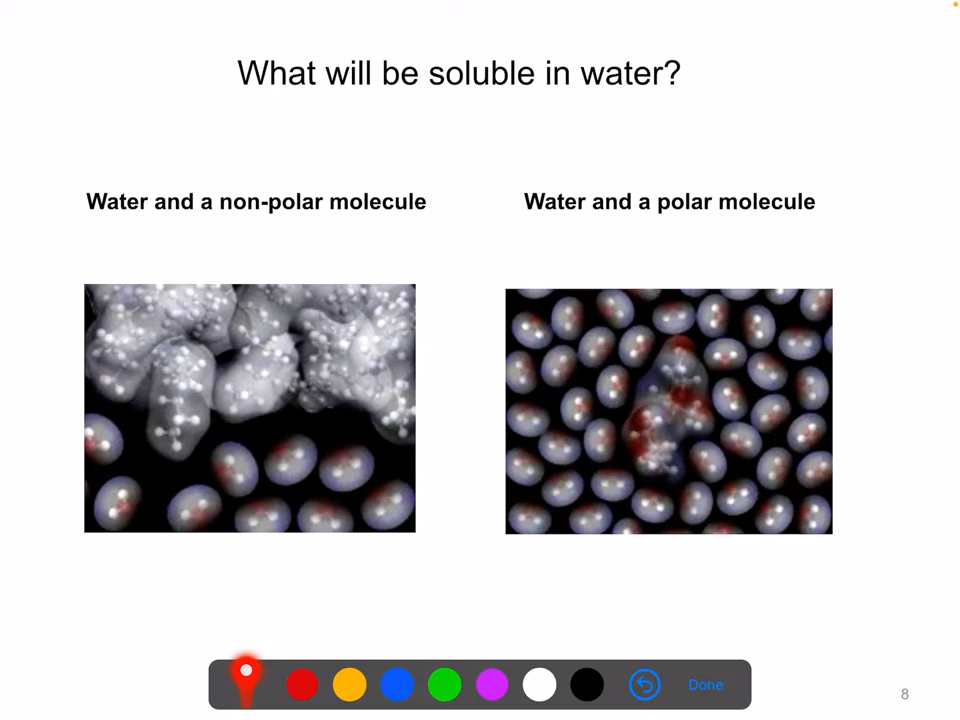 What will be soluble in water?
Water and a non-polar molecule
Water and a polar molecule
Done
8